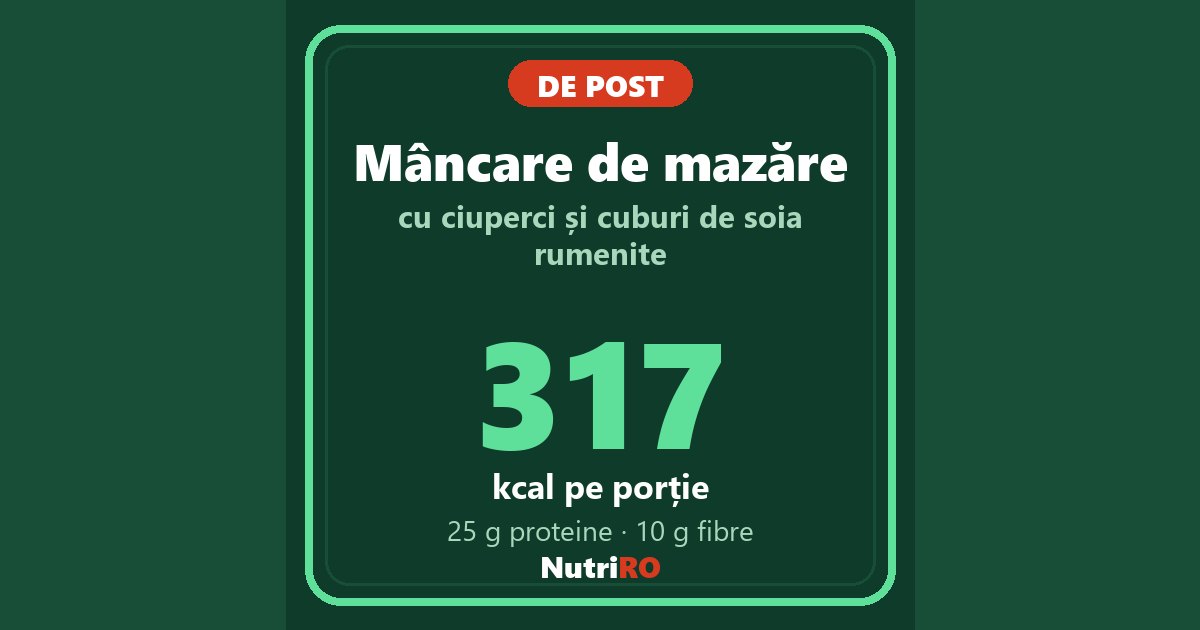 DE POST
Mâncare de mazăre
cu ciuperci și cuburi de soia
rumenite
317
kcal pe porție
25 g proteine · 10 g fibre
NutriRO